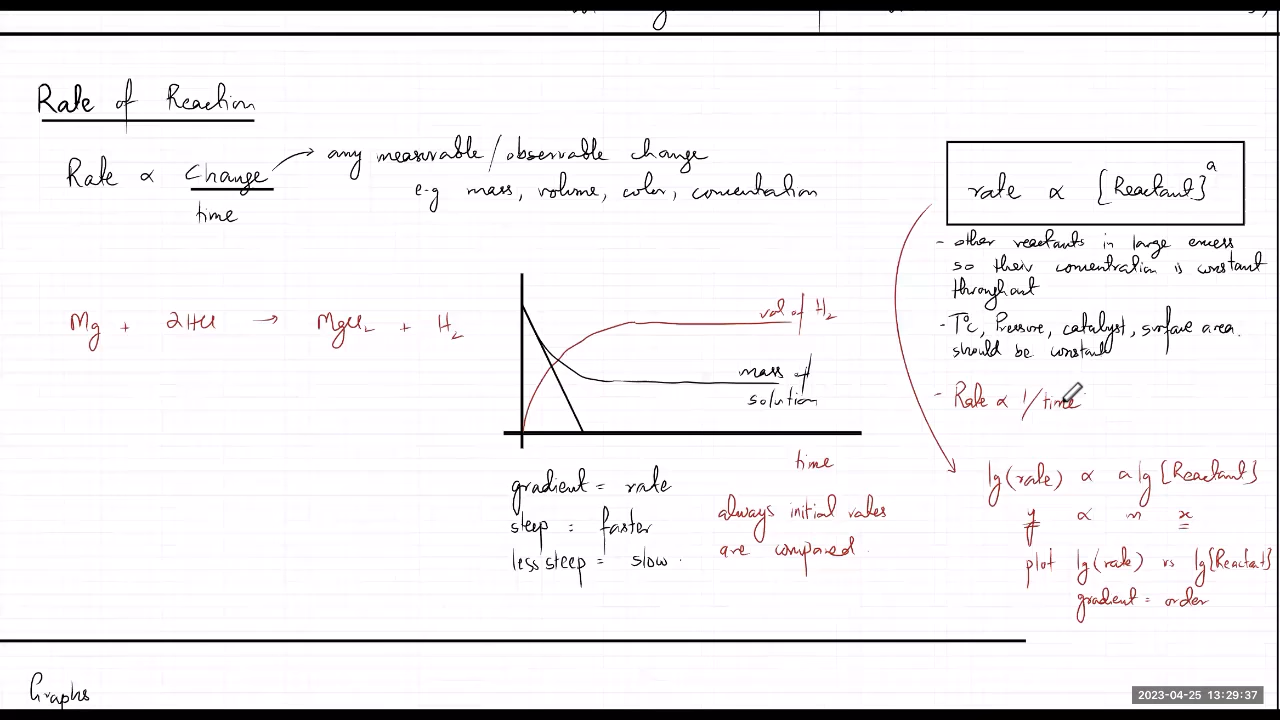 Rate of Reaction
Rate ∝ Change
time
any measurable/observable change
e.g mass, volume, color, concentration
Mg + 2HCl → MgCl₂ + H₂
vol of H₂
mass of
solution
time
gradient = rate
steep = faster
less steep = slow.
always initial rates
are compared.
rate ∝ [Reactant]ᵃ
- other reactants in large excess
so their concentration is constant
throughout
- T°C, Pressure, catalyst, surface area.
should be constant
- Rate ∝ 1/time
lg(rate) ∝ a lg [Reactant]
y ∝ m x
plot lg(rate) vs lg[Reactant]
gradient = order
Graphs
2023-04-25 13:29:37